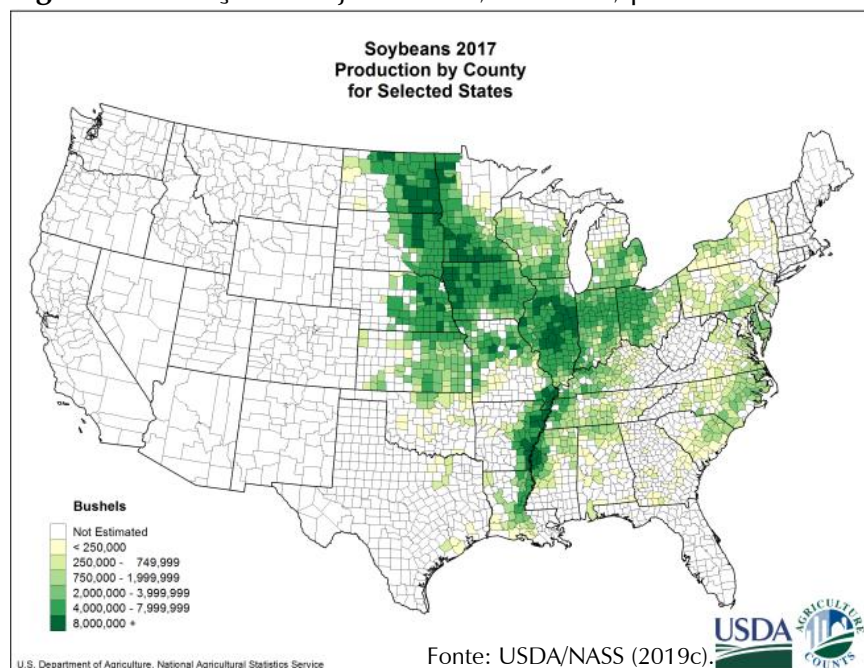 Soybeans 2017
Production by County
for Selected States
Bushels
Not Estimated
< 250,000
250,000 - 749,999
750,000 - 1,999,999
2,000,000 - 3,999,999
4,000,000 - 7,999,999
8,000,000 +
U.S. Department of Agriculture, National Agricultural Statistics Service
Fonte: USDA/NASS (2019c).
USDA
AGRICULTURE
COUNTS